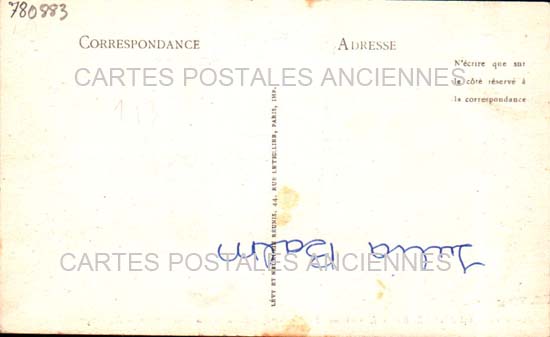 780883
CORRESPONDANCE
ADRESSE
N'écrire que sur
le côté réservé à
la correspondance
CARTES POSTALES ANCIENNES
LÉVY ET NEURDEIN RÉUNIS, 44, RUE LETELLIER, PARIS, IMP.
CARTES POSTALES ANCIENNES